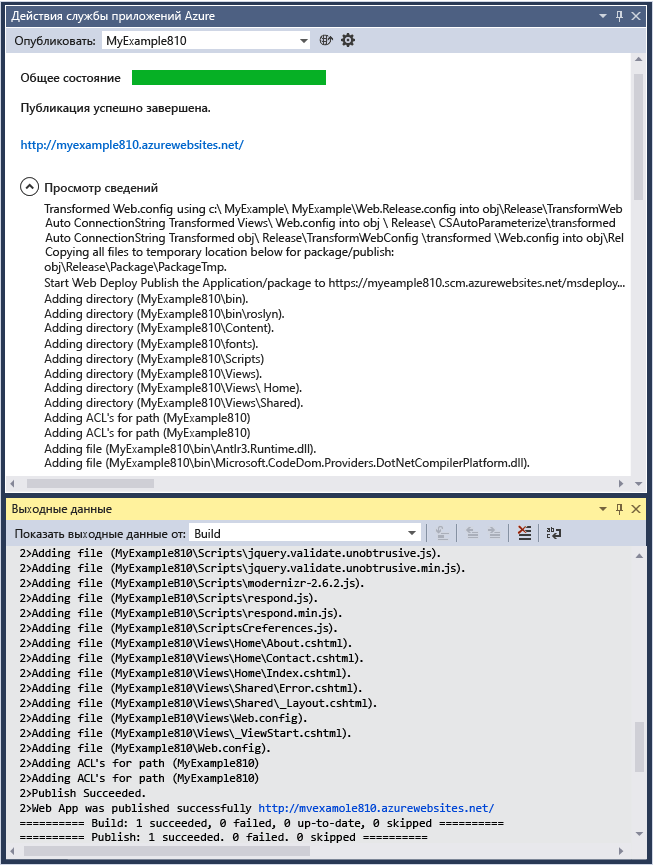 Действия службы приложений Azure
Опубликовать: MyExample810
Общее состояние
Публикация успешно завершена.
http://myexample810.azurewebsites.net/
Просмотр сведений
Transformed Web.config using c:\ MyExample\ MyExample\Web.Release.config into obj\Release\TransformWeb
Auto ConnectionString Transformed Views\ Web.config into obj \ Release\ CSAutoParameterize\transformed
Auto ConnectionString Transformed obj\ Release\TransformWebConfig \transformed \Web.config into obj\Rel
Copying all files to temporary location below for package/publish:
obj\Release\Package\PackageTmp.
Start Web Deploy Publish the Application/package to https://myeample810.scm.azurewebsites.net/msdeploy...
Adding directory (MyExample810\bin).
Adding directory (MyExample810\bin\roslyn).
Adding directory (MyExample810\Content).
Adding directory (MyExample810\fonts).
Adding directory (MyExample810\Scripts)
Adding directory (MyExample810\Views).
Adding directory (MyExample810\Views\ Home).
Adding directory (MyExample810\Views\Shared).
Adding ACL's for path (MyExample810)
Adding ACL's for path (MyExample810)
Adding file (MyExample810\bin\Antlr3.Runtime.dll).
Adding file (MyExample810\bin\Microsoft.CodeDom.Providers.DotNetCompilerPlatform.dll).
Выходные данные
Показать выходные данные от: Build
2>Adding file (MyExample810\Scripts\jquery.validate.unobtrusive.js).
2>Adding file (MyExample810\Scripts\jquery.validate.unobtrusive.min.js).
2>Adding file (MyExampleB10\Scripts\modernizr-2.6.2.js).
2>Adding file (MyExampleB10\Scripts\respond.js).
2>Adding file (MyExampleB10\Scripts\respond.min.js).
2>Adding file (MyExample810\ScriptsCreferences.js).
2>Adding file (MyExample810\Views\Home\About.cshtml).
2>Adding file (MyExample810\Views\Home\Contact.cshtml).
2>Adding file (MyExample810\Views\Home\Index.cshtml).
2>Adding file (MyExample810\Views\Shared\Error.cshtml).
2>Adding file (MyExample810\Views\Shared\_Layout.cshtml).
2>Adding file (MyExampleB10\Views\Web.config).
2>Adding file (MyExample810\Views\_ViewStart.cshtml).
2>Adding file (MyExample810\Web.config).
2>Adding ACL's for path (MyExample810)
2>Adding ACL's for path (MyExample810)
2>Publish Succeeded.
2>Web App was published successfully http://mvexamole810.azurewebsites.net/
========== Build: 1 succeeded, 0 failed, 0 up-to-date, 0 skipped ==========
========== Publish: 1 succeeded. 0 failed. 0 skipped ==========